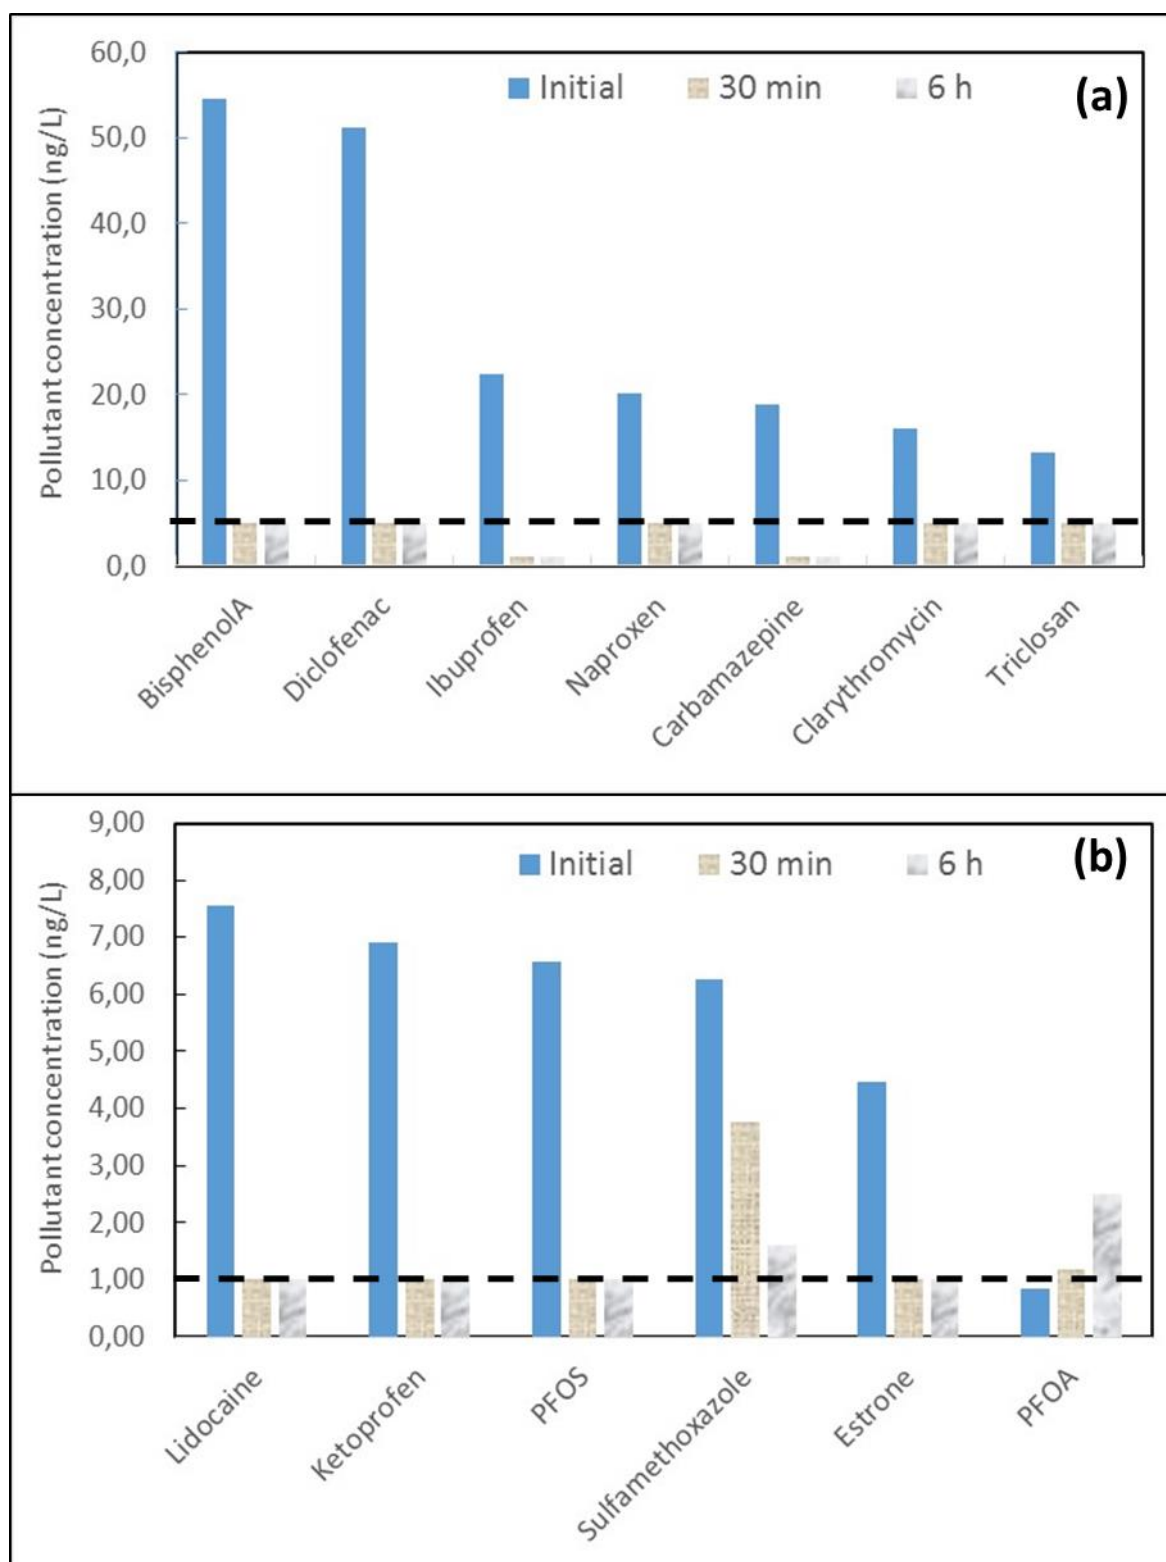 60,0
Initial 30 min 6 h (a)
50,0
40,0
30,0
20,0
10,0
0,0
Pollutant concentration (ng/L)
BisphenolA Diclofenac Ibuprofen Naproxen Carbamazepine Clarythromycin Triclosan
9,00
Initial 30 min 6 h (b)
8,00
7,00
6,00
5,00
4,00
3,00
2,00
1,00
0,00
Pollutant concentration (ng/L)
Lidocaine Ketoprofen PFOS Sulfamethoxazole Estrone PFOA